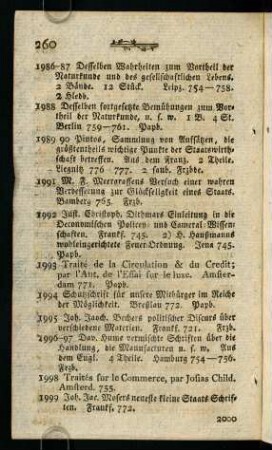 260
1986-87 Desselben Wahrheiten zum Vortheil der
Naturkunde und des gesellschaftlichen Lebens.
2 Bände. 12 Stück. Leipz. 754—758.
2 Hledb.
1988 Desselben fortgesetzte Bemühungen zum Vor-
theil der Naturkunde, u. s. w. 1 B. 4 St.
Berlin 759—761. Papb.
1989 90 Pintos, Sammlung von Aufsätzen, die
größtentheils wichtige Punkte der Staatswirth-
schaft betreffen. Aus dem Franz. 2 Theile.
Liegnitz 776—777. 2 saub. Frzbde.
1991 M. F. Meergrassens Versuch einer wahren
Verbesserung zur Glückseligkeit eines Staats.
Bamberg 765. Frzb.
1992 Just. Christoph. Dithmars Einleitung in die
Oeconomischen Policey- und Cameral-Wissen-
schaften. Frankf. 745. 2) H. Hausmanns
wohleingerichtete Feuer-Ordnung. Jena 745.
Papb.
1993 Traité de la Circulation & du Credit;
par l'Aut. de l'Essai sur le luxe. Amster-
dam 771. Papb.
1994 Schutzschrift für unsere Mitbürger im Reiche
der Möglichkeit. Breßlau 772. Papb.
1995 Joh. Joach. Bechers politischer Discurs über
verschiedene Materien. Frankf. 721. Frzb.
1996-97 Dav. Hume vermischte Schriften über die
Handlung, die Manufacturen u. s. w. Aus
dem Engl. 4 Theile. Hamburg 754—756.
Frzb.
1998 Traités sur le Commerce, par Josias Child.
Amsterd. 755.
1999 Joh. Jac. Mosers neueste kleine Staats Schrif-
ten. Frankf. 772.
2000